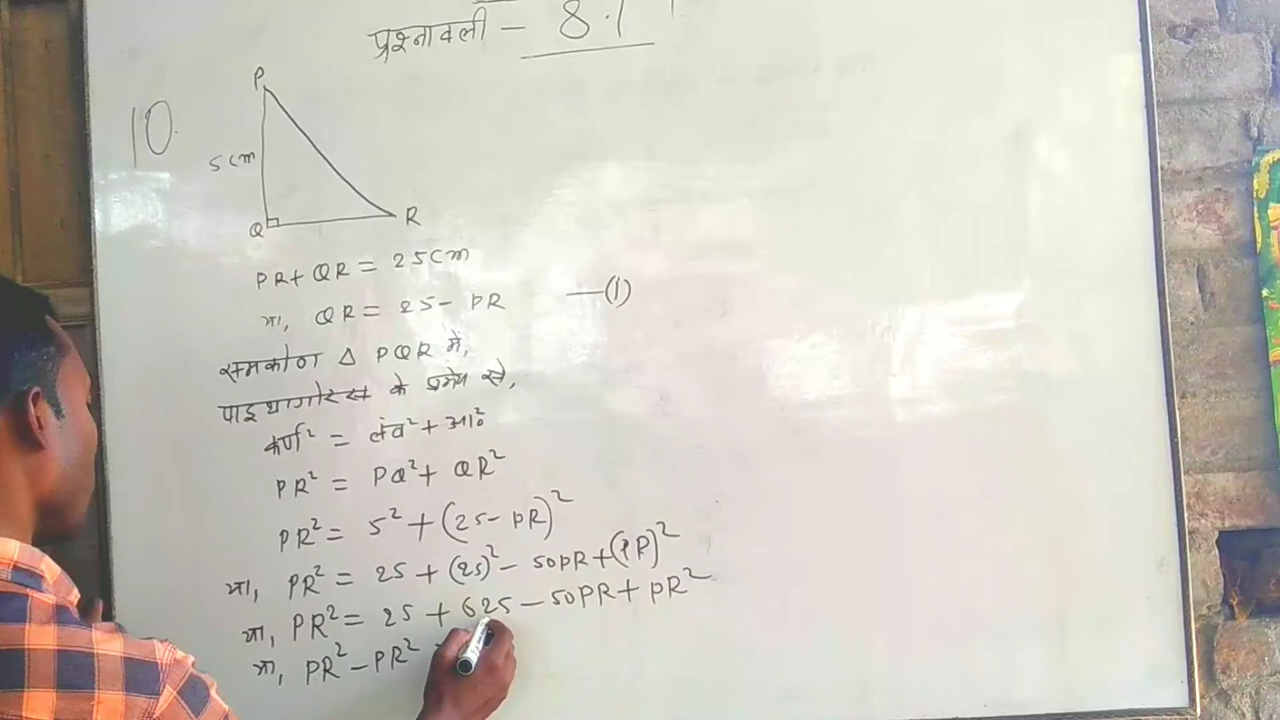 प्रश्नावली - 8.1
10.
P
5cm
Q
R
PR+ QR = 25cm
या, QR = 25- PR —(1)
समकोण Δ PQR में,
पाइथागोरस के प्रमेय से,
कर्ण² = लंब² + आ०²
PR² = PQ² + QR²
PR² = 5² + (25- PR)²
या, PR² = 25 + (25)² - 50PR + (PR)²
या, PR² = 25 + 625 - 50PR + PR²
या, PR² - PR²